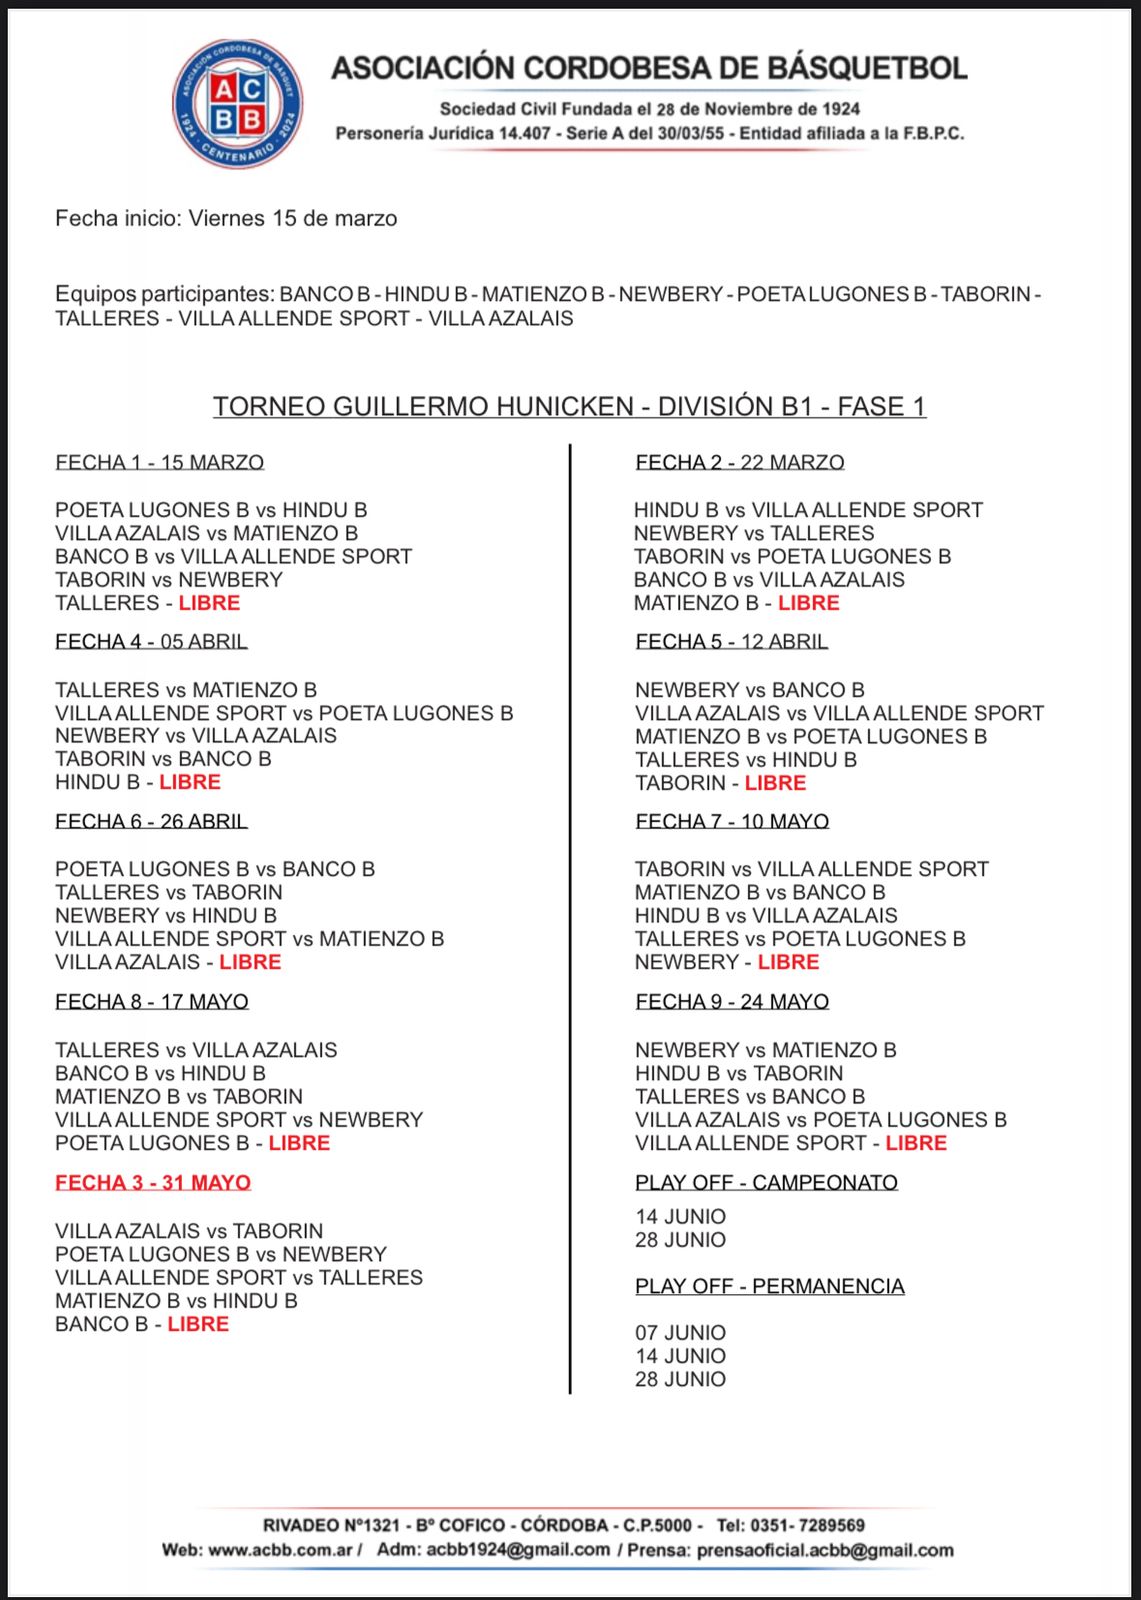 ASOCIACIÓN CORDOBESA DE BÁSQUET
1924 - CENTENARIO - 2024
AC
BB
ASOCIACIÓN CORDOBESA DE BÁSQUETBOL
Sociedad Civil Fundada el 28 de Noviembre de 1924
Personería Jurídica 14.407 - Serie A del 30/03/55 - Entidad afiliada a la F.B.P.C.
Fecha inicio: Viernes 15 de marzo
Equipos participantes: BANCO B - HINDU B - MATIENZO B - NEWBERY - POETA LUGONES B - TABORIN -
TALLERES - VILLA ALLENDE SPORT - VILLA AZALAIS
TORNEO GUILLERMO HUNICKEN - DIVISIÓN B1 - FASE 1
FECHA 1 - 15 MARZO
POETA LUGONES B vs HINDU B
VILLA AZALAIS vs MATIENZO B
BANCO B vs VILLA ALLENDE SPORT
TABORIN vs NEWBERY
TALLERES - LIBRE
FECHA 2 - 22 MARZO
HINDU B vs VILLA ALLENDE SPORT
NEWBERY vs TALLERES
TABORIN vs POETA LUGONES B
BANCO B vs VILLA AZALAIS
MATIENZO B - LIBRE
FECHA 4 - 05 ABRIL
TALLERES vs MATIENZO B
VILLA ALLENDE SPORT vs POETA LUGONES B
NEWBERY vs VILLA AZALAIS
TABORIN vs BANCO B
HINDU B - LIBRE
FECHA 5 - 12 ABRIL
NEWBERY vs BANCO B
VILLA AZALAIS vs VILLA ALLENDE SPORT
MATIENZO B vs POETA LUGONES B
TALLERES vs HINDU B
TABORIN - LIBRE
FECHA 6 - 26 ABRIL
POETA LUGONES B vs BANCO B
TALLERES vs TABORIN
NEWBERY vs HINDU B
VILLA ALLENDE SPORT vs MATIENZO B
VILLA AZALAIS - LIBRE
FECHA 7 - 10 MAYO
TABORIN vs VILLA ALLENDE SPORT
MATIENZO B vs BANCO B
HINDU B vs VILLA AZALAIS
TALLERES vs POETA LUGONES B
NEWBERY - LIBRE
FECHA 8 - 17 MAYO
TALLERES vs VILLA AZALAIS
BANCO B vs HINDU B
MATIENZO B vs TABORIN
VILLA ALLENDE SPORT vs NEWBERY
POETA LUGONES B - LIBRE
FECHA 9 - 24 MAYO
NEWBERY vs MATIENZO B
HINDU B vs TABORIN
TALLERES vs BANCO B
VILLA AZALAIS vs POETA LUGONES B
VILLA ALLENDE SPORT - LIBRE
FECHA 3 - 31 MAYO
VILLA AZALAIS vs TABORIN
POETA LUGONES B vs NEWBERY
VILLA ALLENDE SPORT vs TALLERES
MATIENZO B vs HINDU B
BANCO B - LIBRE
PLAY OFF - CAMPEONATO
14 JUNIO
28 JUNIO
PLAY OFF - PERMANENCIA
07 JUNIO
14 JUNIO
28 JUNIO
RIVADEO Nº1321 - Bº COFICO - CÓRDOBA - C.P.5000 - Tel: 0351- 7289569
Web: www.acbb.com.ar / Adm: acbb1924@gmail.com / Prensa: prensaoficial.acbb@gmail.com